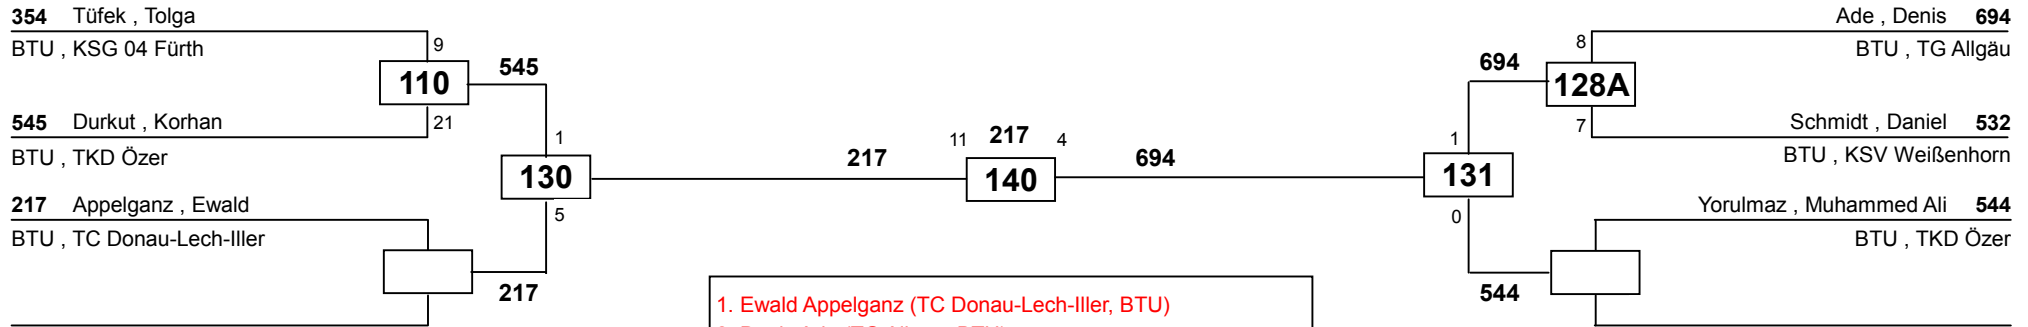 354 Tüfek , Tolga
BTU , KSG 04 Fürth
9
110
545
21
545 Durkut , Korhan
BTU , TKD Özer
1
130
5
217 Appelganz , Ewald
BTU , TC Donau-Lech-Iller
217
217
11 217 4
140
694
1. Ewald Appelganz (TC Donau-Lech-Iller, BTU)
Ade , Denis 694
BTU , TG Allgäu
8
694
128A
7
Schmidt , Daniel 532
BTU , KSV Weißenhorn
1
131
0
Yorulmaz , Muhammed Ali 544
BTU , TKD Özer
544